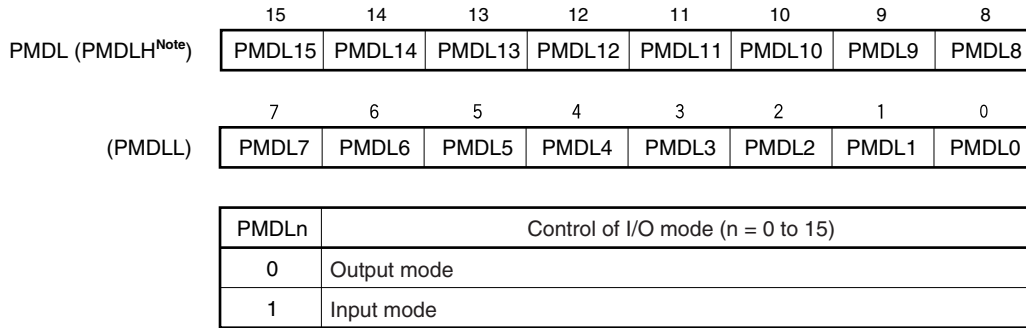 15 14 13 12 11 10 9 8
PMDL (PMDLHNote) PMDL15 PMDL14 PMDL13 PMDL12 PMDL11 PMDL10 PMDL9 PMDL8
7 6 5 4 3 2 1 0
(PMDLL) PMDL7 PMDL6 PMDL5 PMDL4 PMDL3 PMDL2 PMDL1 PMDL0
PMDLn Control of I/O mode (n = 0 to 15)
0 Output mode
1 Input mode